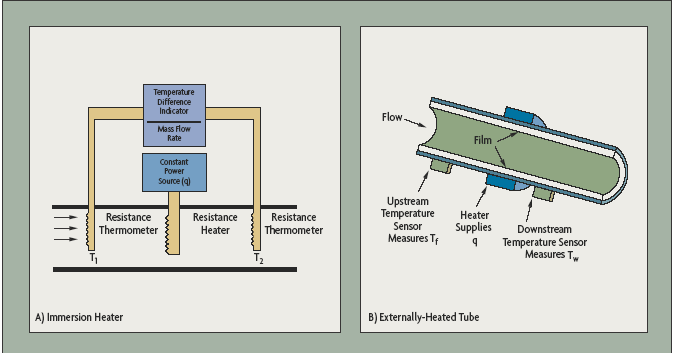 Temperature
Difference
Indicator
Mass Flow
Rate
Constant
Power
Source (q)
Resistance
Thermometer
Resistance
Heater
Resistance
Thermometer
T1
T2
A) Immersion Heater
Flow
Film
Upstream
Temperature
Sensor
Measures Tf
Heater
Supplies
q
Downstream
Temperature Sensor
Measures Tw
B) Externally-Heated Tube